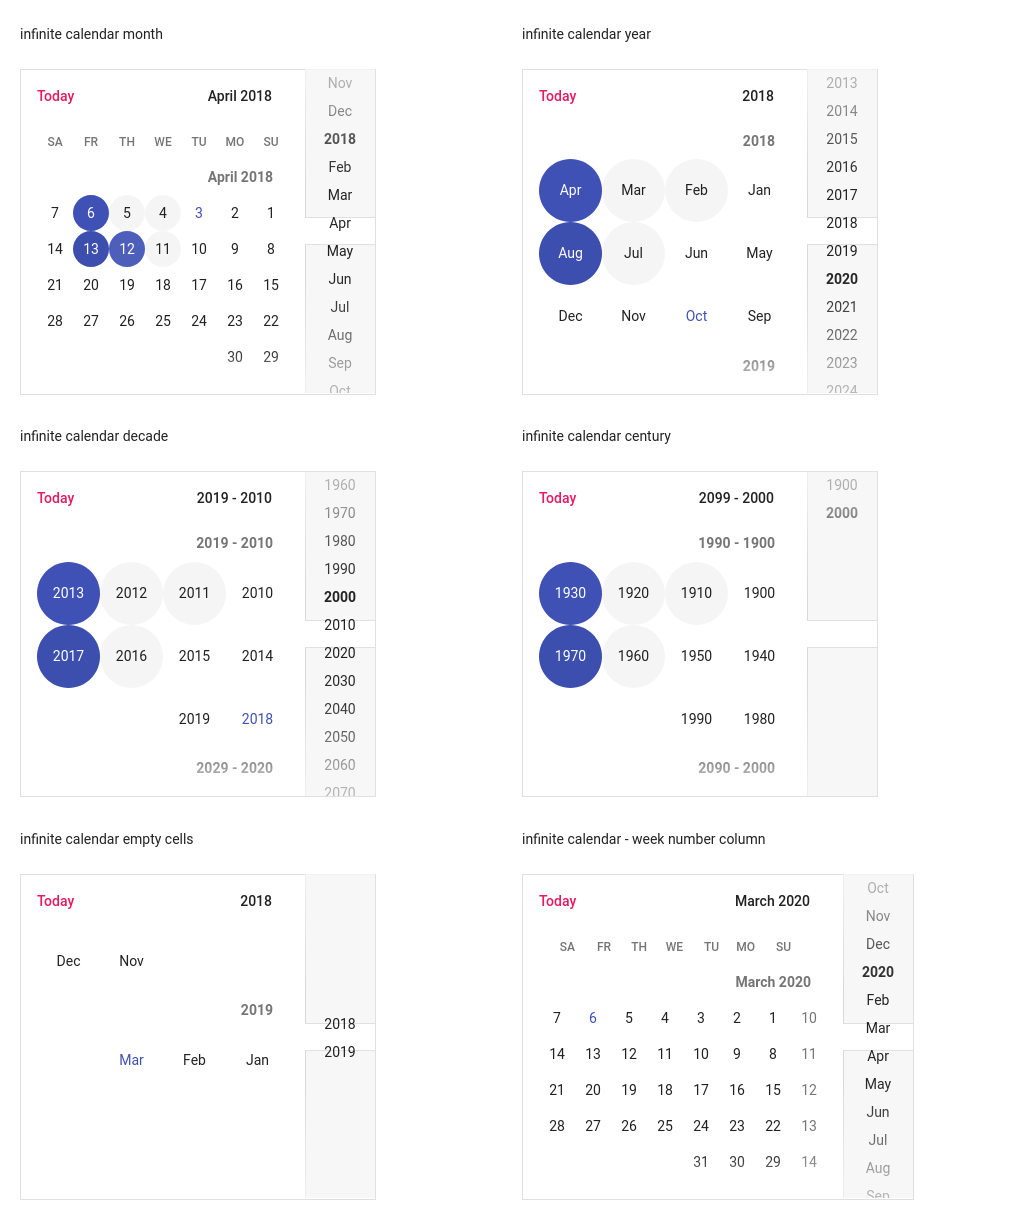 infinite calendar month
Today April 2018
SA FR TH WE TU MO SU
April 2018
7 6 5 4 3 2 1
14 13 12 11 10 9 8
21 20 19 18 17 16 15
28 27 26 25 24 23 22
30 29
Nov
Dec
2018
Feb
Mar
Apr
May
Jun
Jul
Aug
Sep
Oct
infinite calendar year
Today 2018
2018
Apr Mar Feb Jan
Aug Jul Jun May
Dec Nov Oct Sep
2019
2013
2014
2015
2016
2017
2018
2019
2020
2021
2022
2023
2024
infinite calendar decade
Today 2019 - 2010
2019 - 2010
2013 2012 2011 2010
2017 2016 2015 2014
2019 2018
2029 - 2020
1960
1970
1980
1990
2000
2010
2020
2030
2040
2050
2060
2070
infinite calendar century
Today 2099 - 2000
1990 - 1900
1930 1920 1910 1900
1970 1960 1950 1940
1990 1980
2090 - 2000
1900
2000
infinite calendar empty cells
Today 2018
Dec Nov
2019
Mar Feb Jan
2018
2019
infinite calendar - week number column
Today March 2020
SA FR TH WE TU MO SU
March 2020
7 6 5 4 3 2 1 10
14 13 12 11 10 9 8 11
21 20 19 18 17 16 15 12
28 27 26 25 24 23 22 13
31 30 29 14
Oct
Nov
Dec
2020
Feb
Mar
Apr
May
Jun
Jul
Aug
Sep